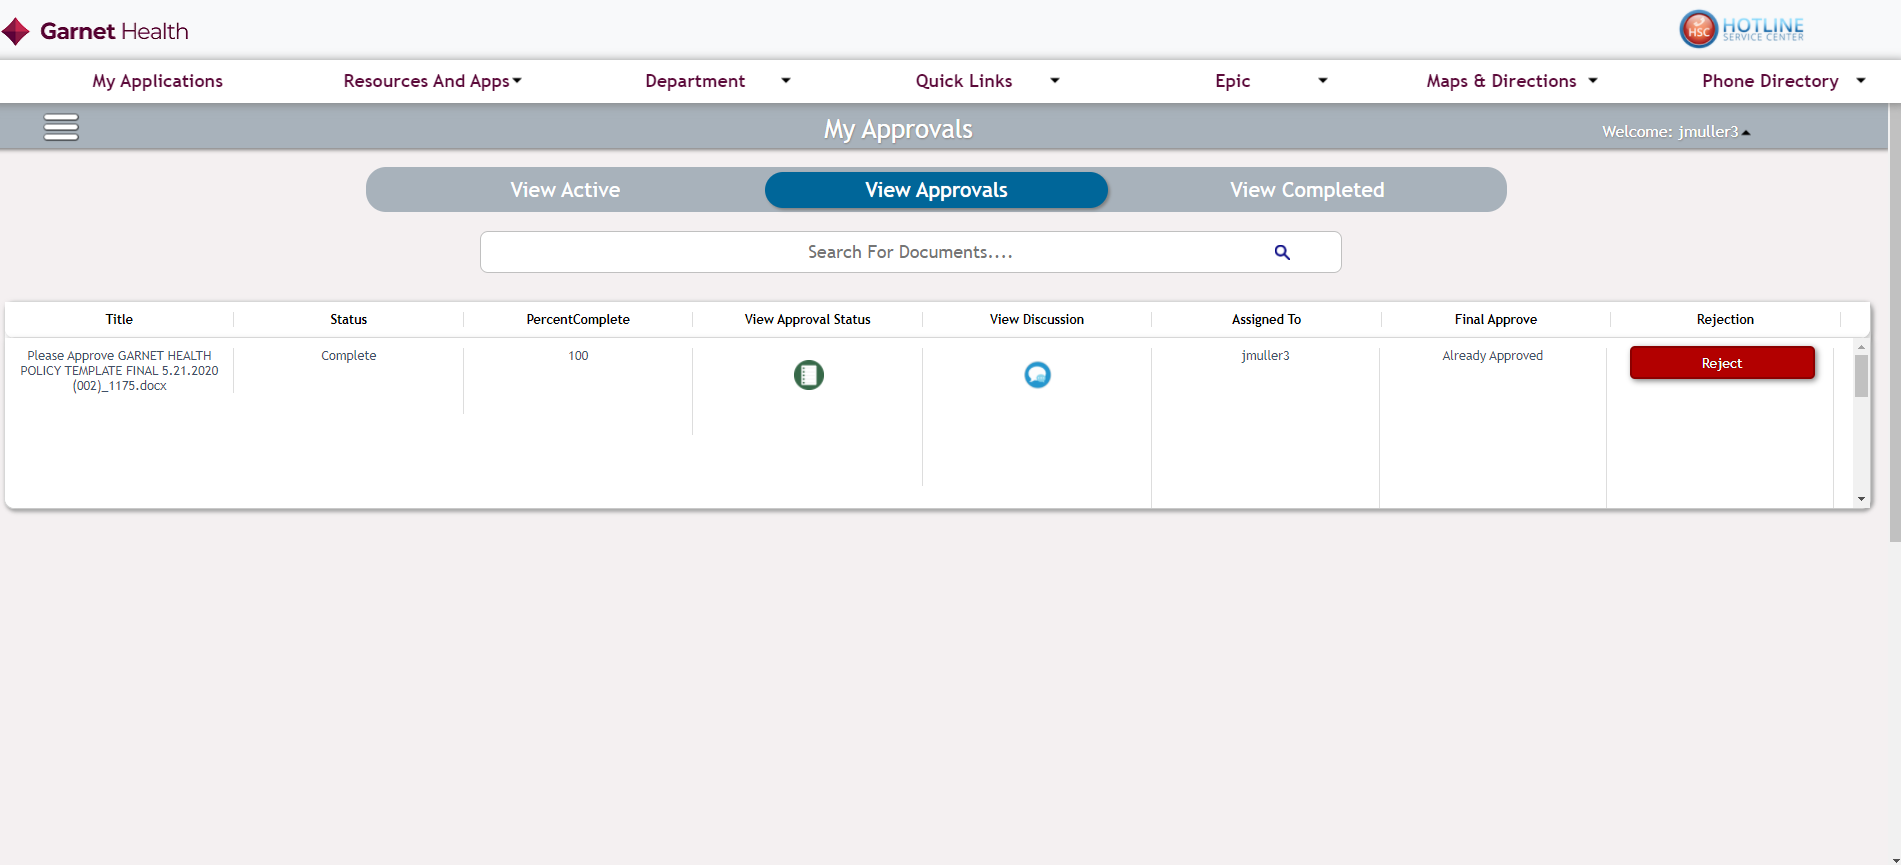 Garnet Health
HSC HOTLINE
SERVICE CENTER
My Applications Resources And Apps Department Quick Links Epic Maps & Directions Phone Directory
My Approvals
Welcome: jmuller3
View Active View Approvals View Completed
Search For Documents....
Title Status PercentComplete View Approval Status View Discussion Assigned To Final Approve Rejection
Please Approve GARNET HEALTH Complete 100 jmuller3 Already Approved Reject
POLICY TEMPLATE FINAL 5.21.2020
(002)_1175.docx